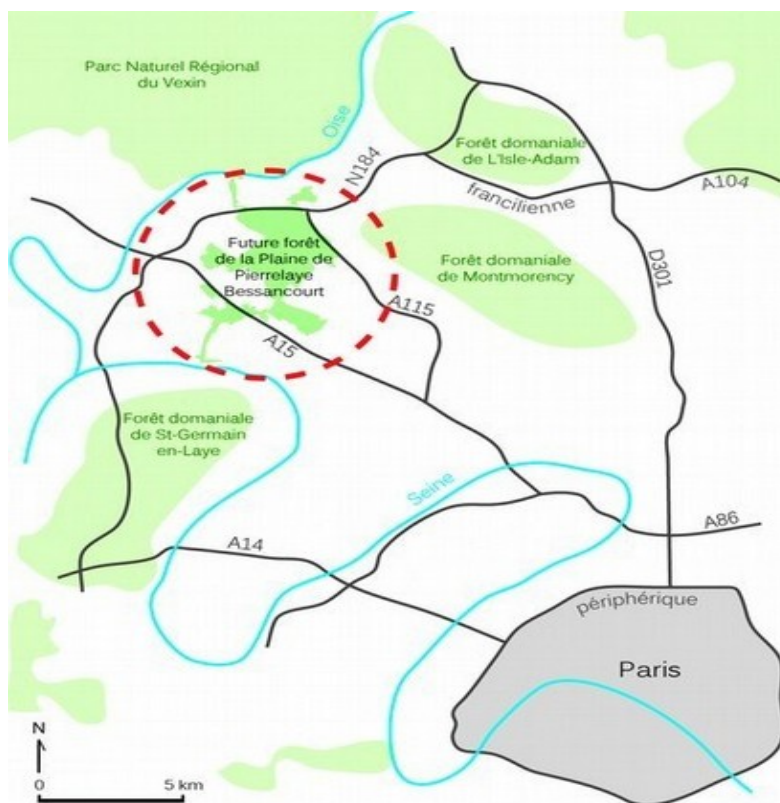 Parc Naturel Régional
du Vexin
Oise
Forêt domaniale
de L'Isle-Adam
N184
francilienne
A104
Future forêt
de la Plaine de
Pierrelaye
Bessancourt
Forêt domaniale
de Montmorency
D301
A115
A15
Forêt domaniale
de St-Germain
en-Laye
Seine
A86
A14
périphérique
Paris
N
0
5 km